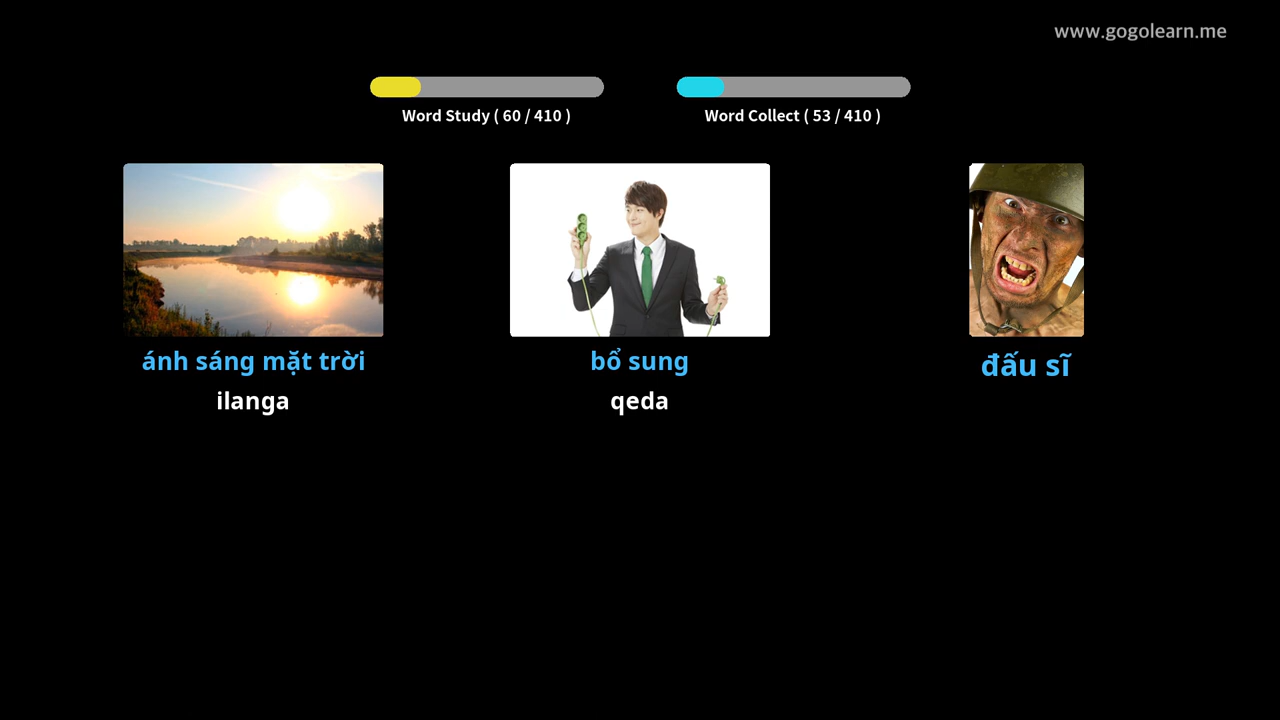 www.gogolearn.me
Word Study ( 60 / 410 )
Word Collect ( 53 / 410 )
ánh sáng mặt trời
bổ sung
đấu sĩ
ilanga
qeda